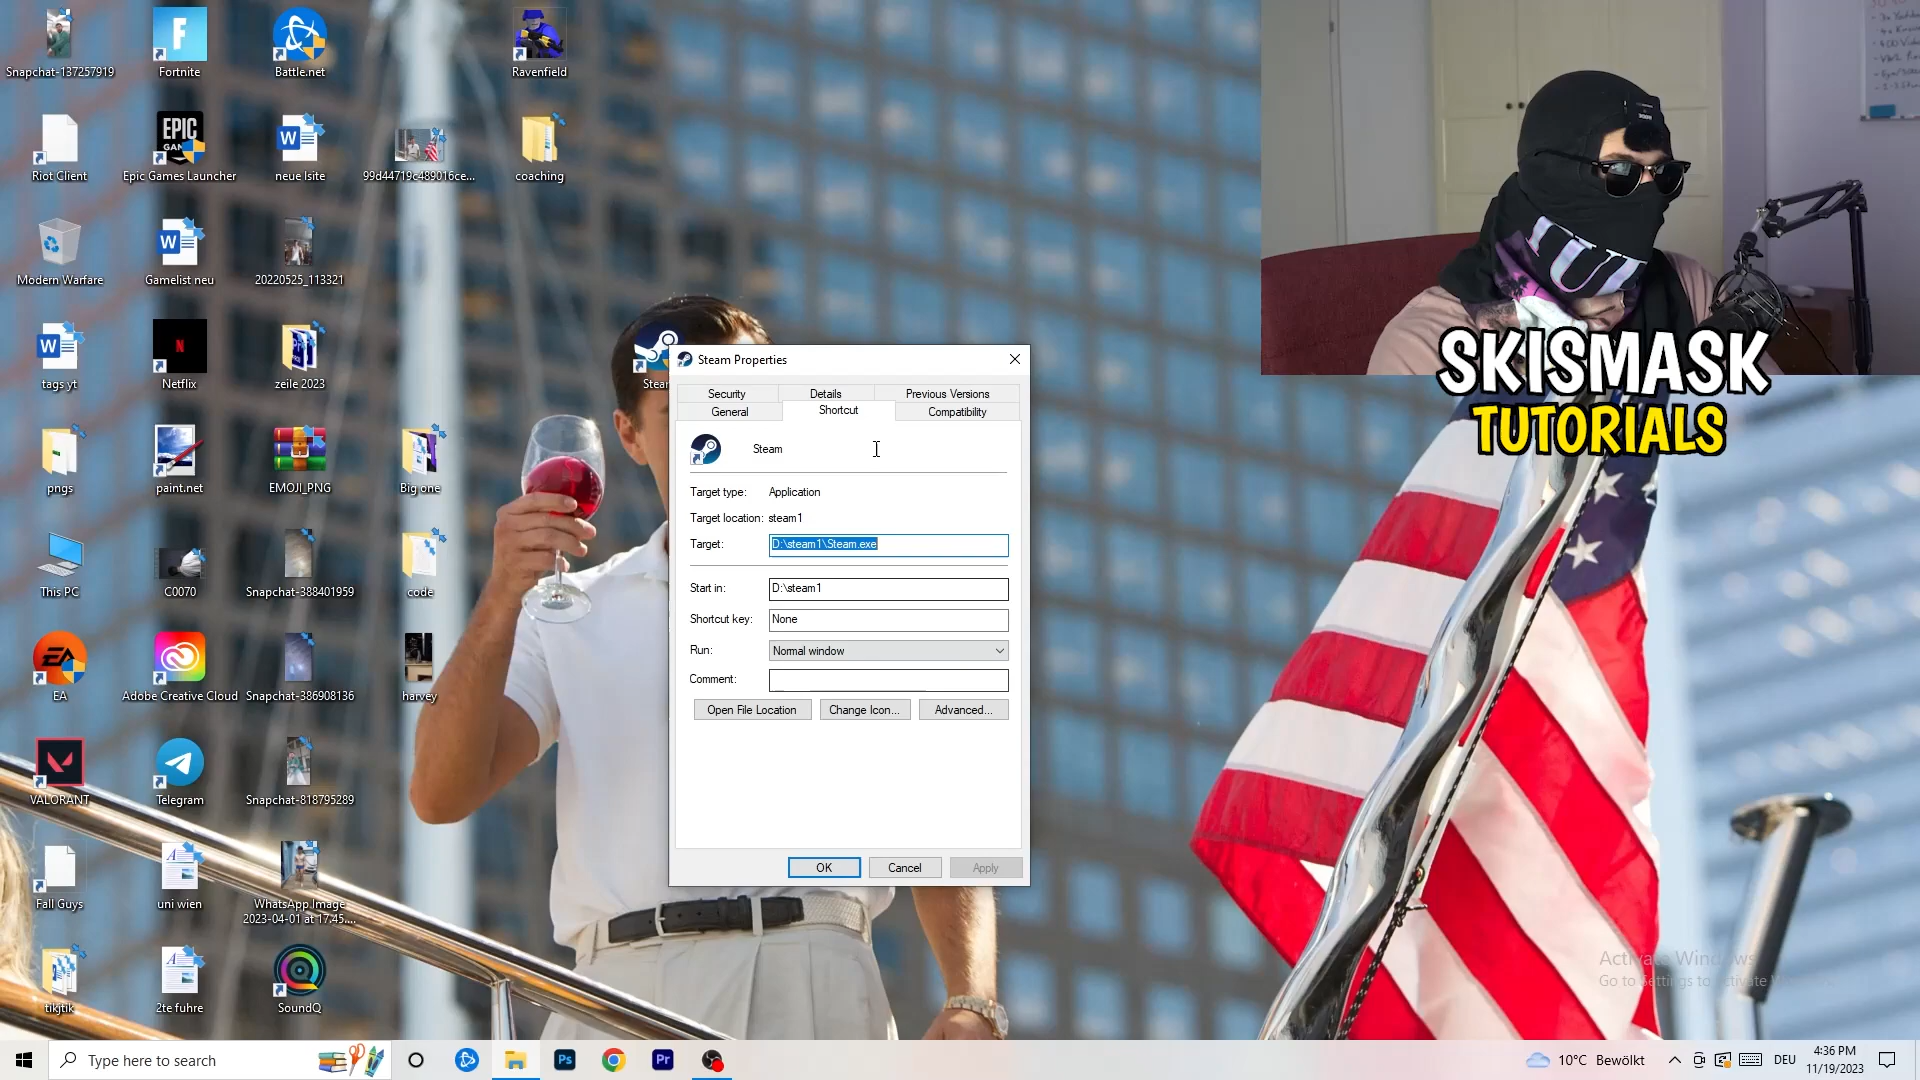 Snapchat-137257919
Fortnite
Battle.net
Ravenfield
Riot Client
EPIC
Epic Games Launcher
neue lsite
99d44719c489016ce...
coaching
Modern Warfare
Gamelist neu
20220525_113321
tags yt
Netflix
zeile 2023
pngs
paint.net
EMOJI_PNG
Big one
This PC
C0070
Snapchat-388401959
code
EA
Adobe Creative Cloud
Snapchat-386908136
harvey
VALORANT
Telegram
Snapchat-818795289
Fall Guys
uni wien
WhatsApp Image
2023-04-01 at 17.45....
tikjtik
2te fuhre
SoundQ
Steam Properties
Security
Details
Previous Versions
General
Shortcut
Compatibility
Steam
Target type: Application
Target location: steam1
Target: D:\steam1\Steam.exe
Start in: D:\steam1
Shortcut key: None
Run: Normal window
Comment:
Open File Location
Change Icon...
Advanced...
OK
Cancel
Apply
SKISMASK
TUTORIALS
Type here to search
Ps
Pr
10°C Bewölkt
DEU
4:36 PM
11/19/2023